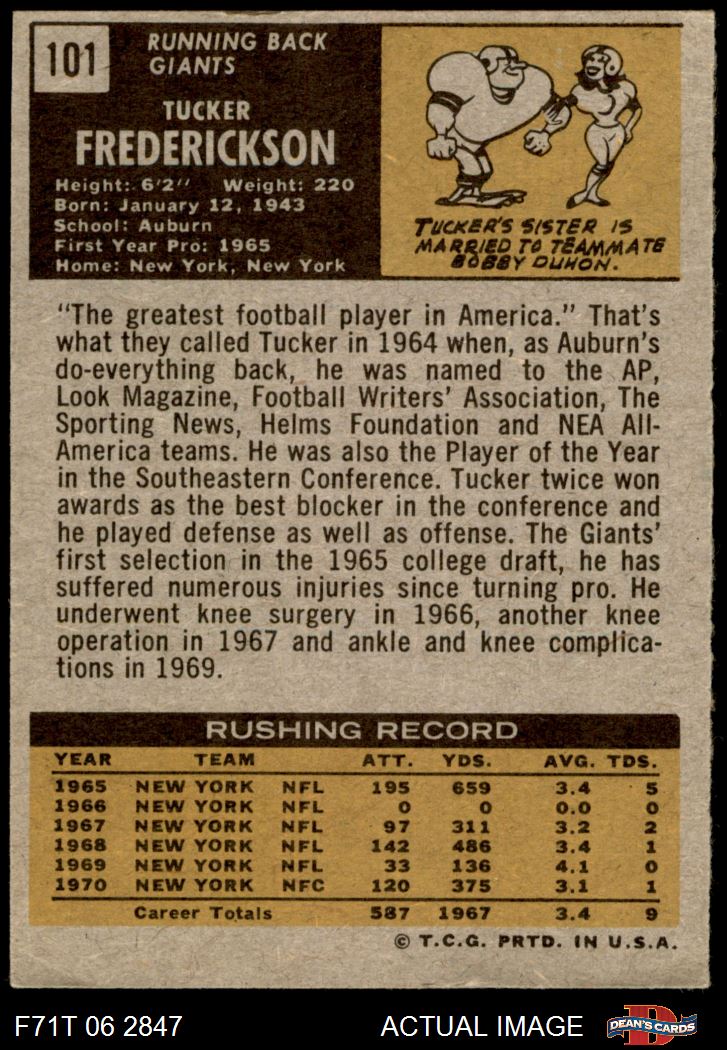 101
RUNNING BACK
GIANTS
TUCKER
FREDERICKSON
Height: 6'2" Weight: 220
Born: January 12, 1943
School: Auburn
First Year Pro: 1965
Home: New York, New York
TUCKER'S SISTER IS
MARRIED TO TEAMMATE
BOBBY DUHON.
"The greatest football player in America." That's
what they called Tucker in 1964 when, as Auburn's
do-everything back, he was named to the AP,
Look Magazine, Football Writers' Association, The
Sporting News, Helms Foundation and NEA All-
America teams. He was also the Player of the Year
in the Southeastern Conference. Tucker twice won
awards as the best blocker in the conference and
he played defense as well as offense. The Giants'
first selection in the 1965 college draft, he has
suffered numerous injuries since turning pro. He
underwent knee surgery in 1966, another knee
operation in 1967 and ankle and knee complica-
tions in 1969.
RUSHING RECORD
YEAR TEAM ATT. YDS. AVG. TDS.
1965 NEW YORK NFL 195 659 3.4 5
1966 NEW YORK NFL 0 0 0.0 0
1967 NEW YORK NFL 97 311 3.2 2
1968 NEW YORK NFL 142 486 3.4 1
1969 NEW YORK NFL 33 136 4.1 0
1970 NEW YORK NFC 120 375 3.1 1
Career Totals 587 1967 3.4 9
© T.C.G. PRTD. IN U.S.A.
F71T 06 2847 ACTUAL IMAGE D DEAN'S CARDS